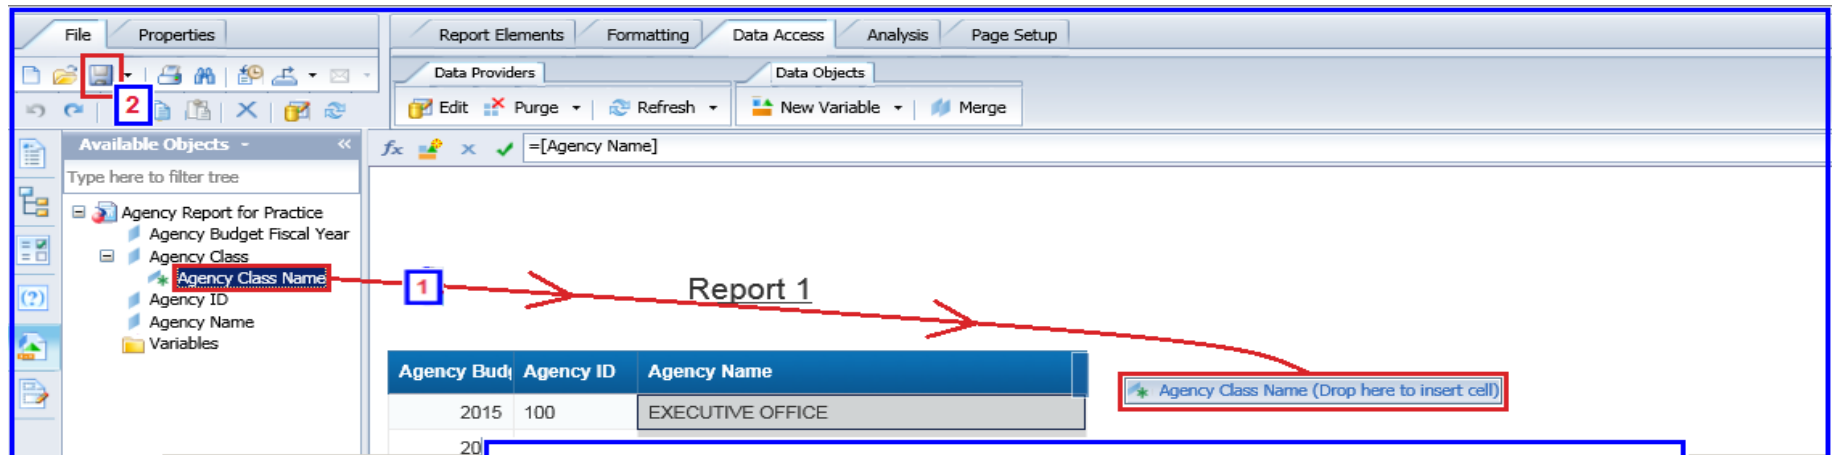 File Properties Report Elements Formatting Data Access Analysis Page Setup
Data Providers Data Objects
2 Edit Purge Refresh New Variable Merge
Available Objects
=[Agency Name]
Type here to filter tree
Agency Report for Practice
Agency Budget Fiscal Year
Agency Class
Agency Class Name
1
Report 1
Agency ID
Agency Name
Variables
Agency Budg Agency ID Agency Name
Agency Class Name (Drop here to insert cell)
2015 100 EXECUTIVE OFFICE
20